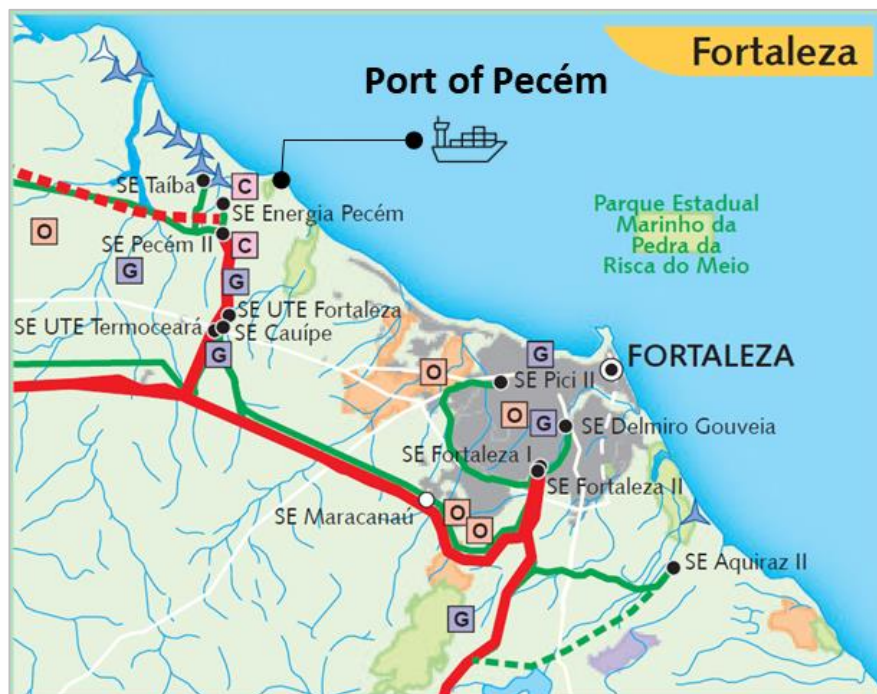 Fortaleza
Port of Pecém
SE Taíba
C
SE Energia Pecém
Parque Estadual
Marinho da
Pedra da
Risca do Meio
O
SE Pecém II
C
G
G
SE UTE Fortaleza
SE UTE Termoceará
SE Cauípe
G
G
FORTALEZA
O
SE Pici II
O
G
SE Delmiro Gouveia
SE Fortaleza I
SE Fortaleza II
SE Maracanaú
O
O
SE Aquiraz II
G